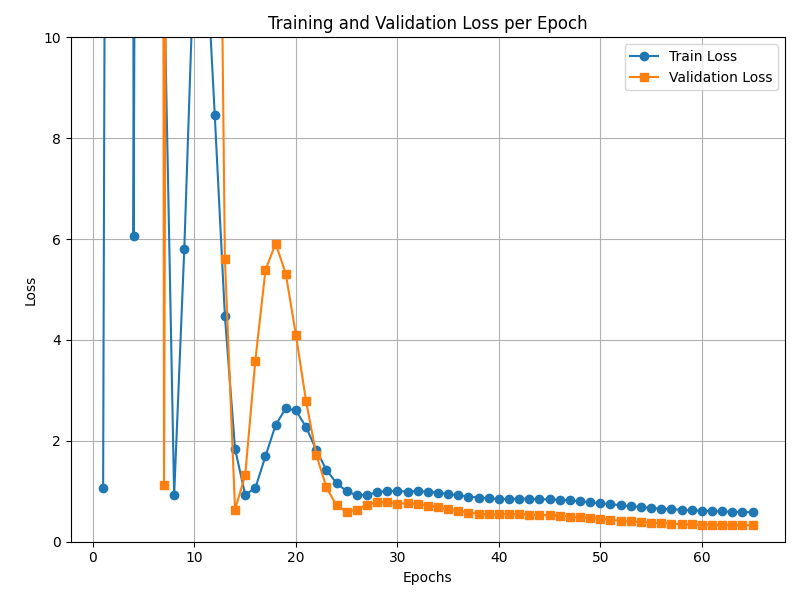 Training and Validation Loss per Epoch
Train Loss
Validation Loss
10
8
6
4
2
0
Loss
0 10 20 30 40 50 60
Epochs